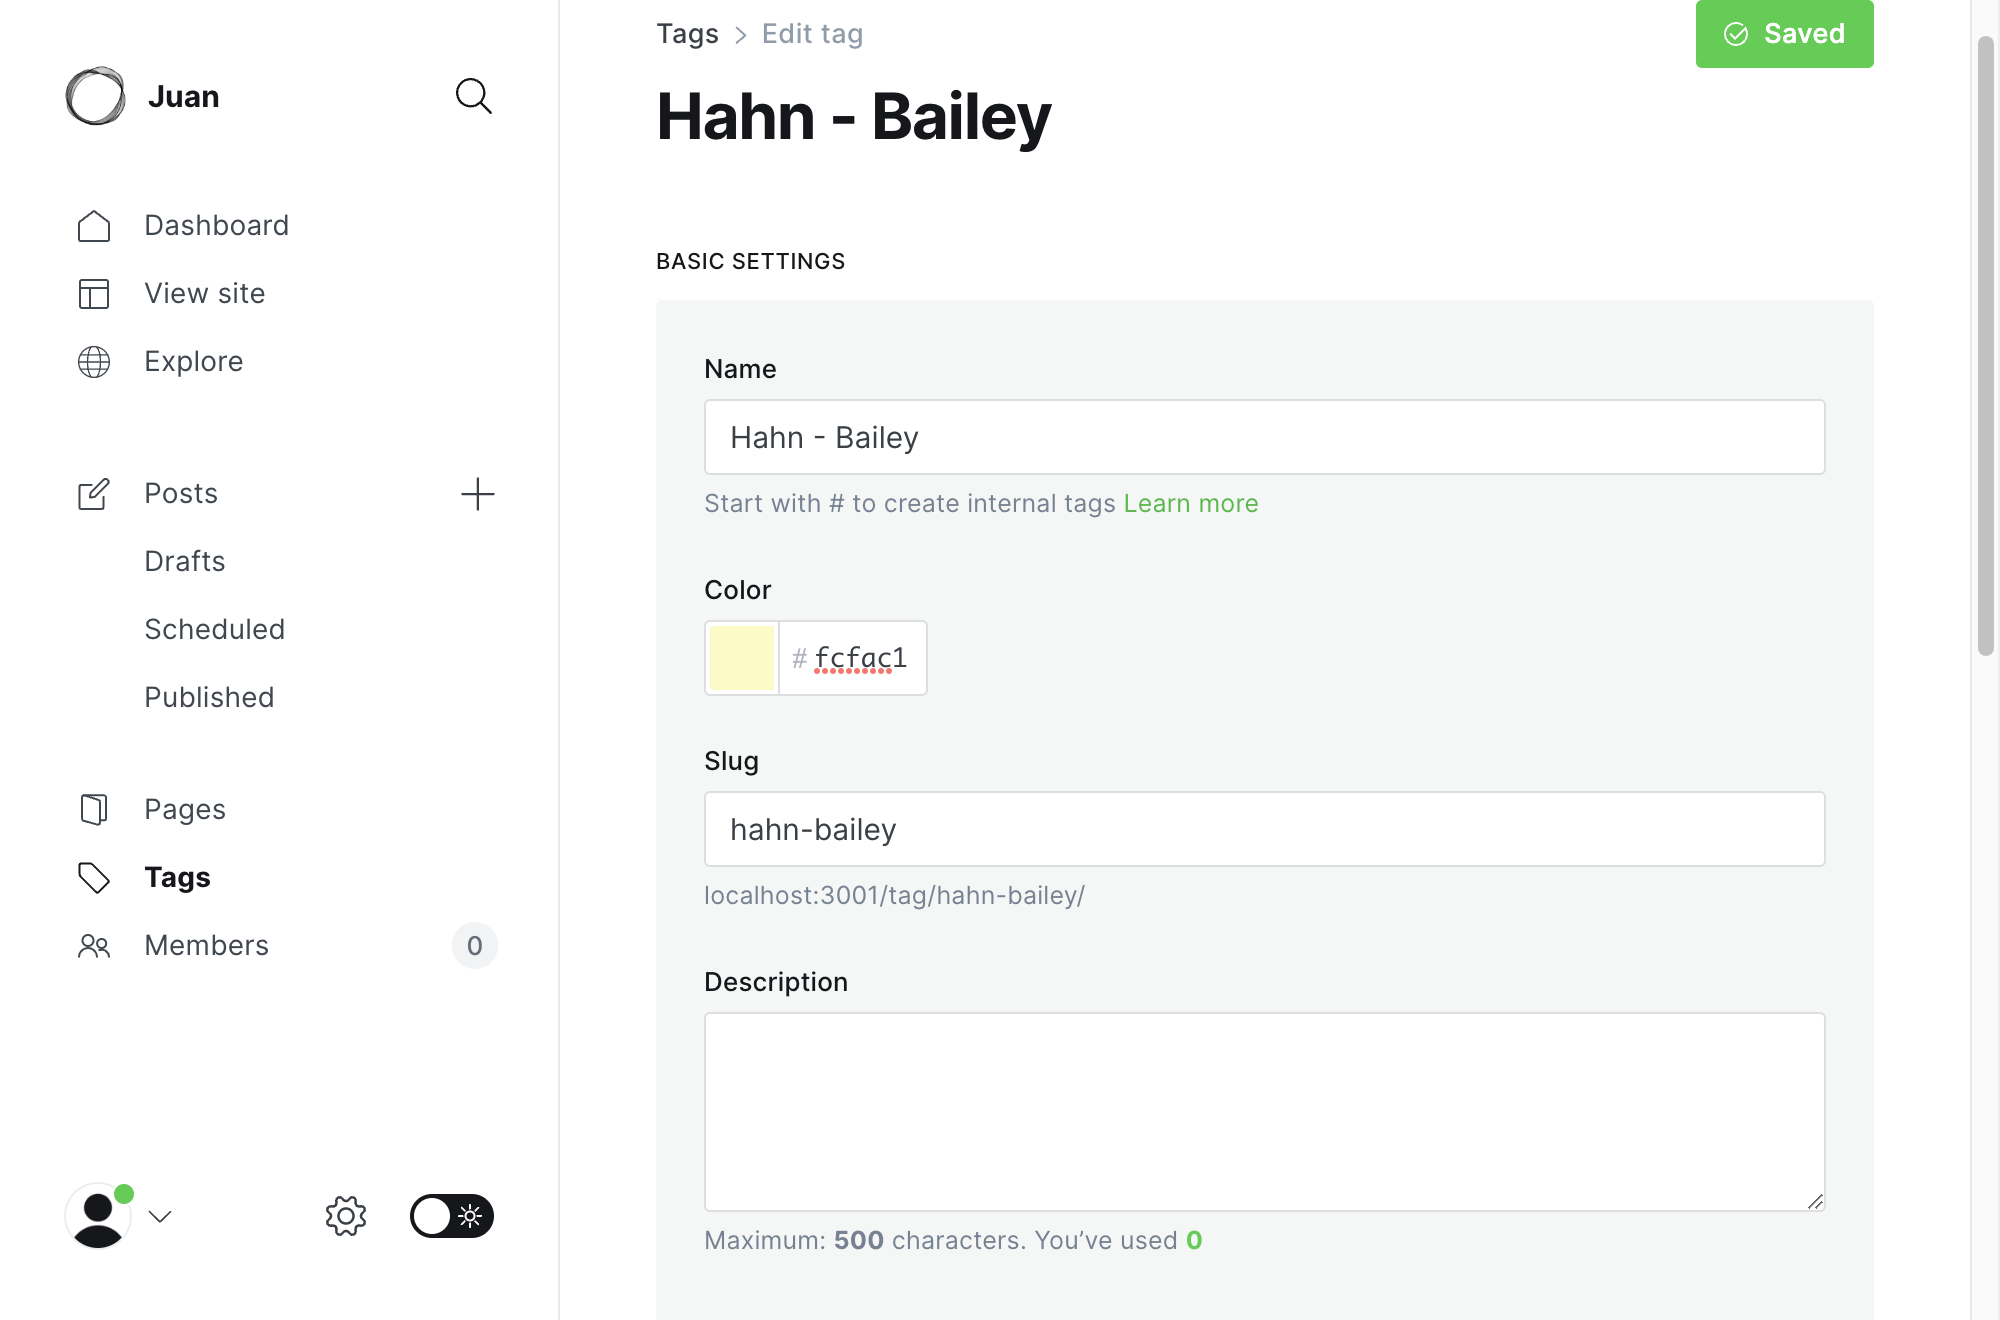 Juan
Dashboard
View site
Explore
Posts
Drafts
Scheduled
Published
Pages
Tags
Members
0
Tags > Edit tag
Saved
Hahn - Bailey
BASIC SETTINGS
Name
Hahn - Bailey
Start with # to create internal tags Learn more
Color
# fcfac1
Slug
hahn-bailey
localhost:3001/tag/hahn-bailey/
Description
Maximum: 500 characters. You’ve used 0